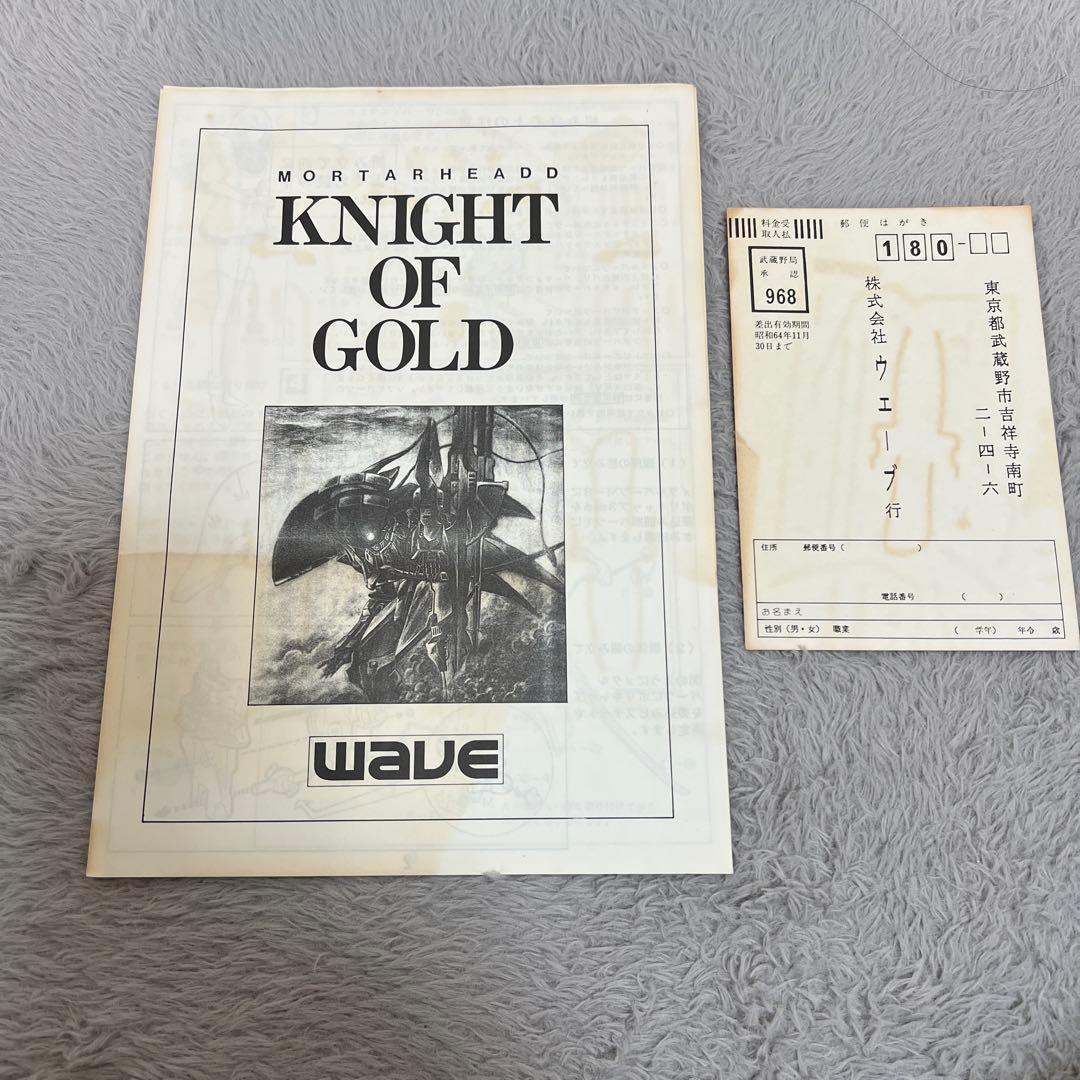 MORTARHEADD
KNIGHT
OF
GOLD
wave
料金受
取人払
郵便はがき
180-
武蔵野局
承認
968
差出有効期間
昭和64年11月
30日まで
東京都武蔵野市吉祥寺南町
二ー四ー六
株式会社ウェーブ行
住所 郵便番号( )
電話番号 ( )
お名まえ
性別(男・女) 職業 ( 学年) 年令 歳